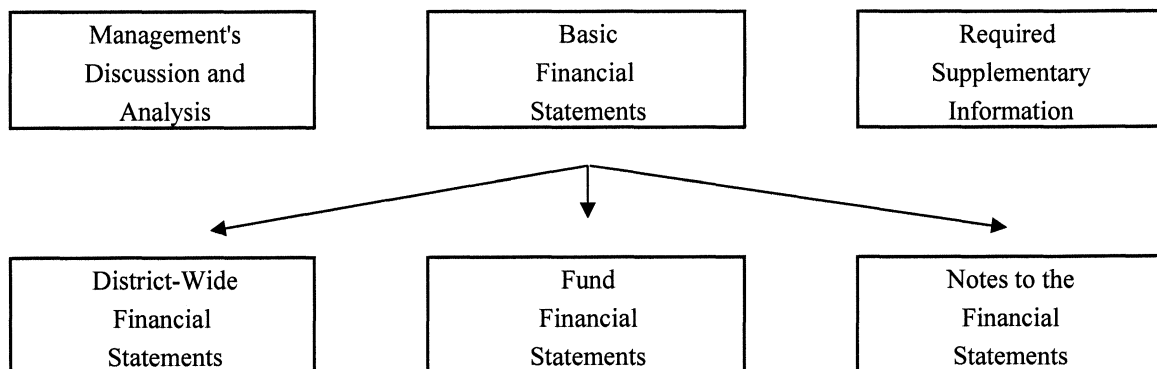 Management's
Discussion and
Analysis
Basic
Financial
Statements
Required
Supplementary
Information
District-Wide
Financial
Statements
Fund
Financial
Statements
Notes to the
Financial
Statements